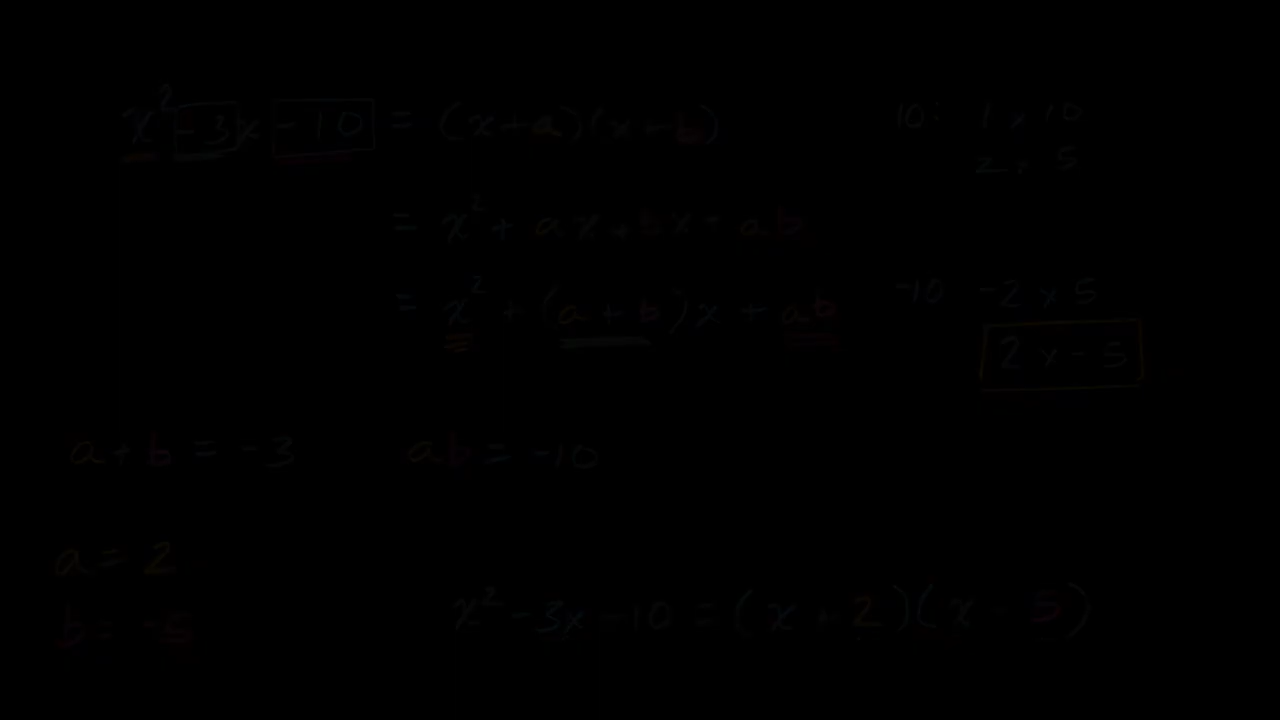 x² -3x -10 = (x+a)(x+b)
10: 1 x 10
2 x 5
= x² + ax + bx + ab
= x² + (a+b)x + ab
-10 -2 x 5
2 x -5
a+b = -3 ab = -10
a = 2
b = -5
x² - 3x - 10 = (x + 2)(x - 5)